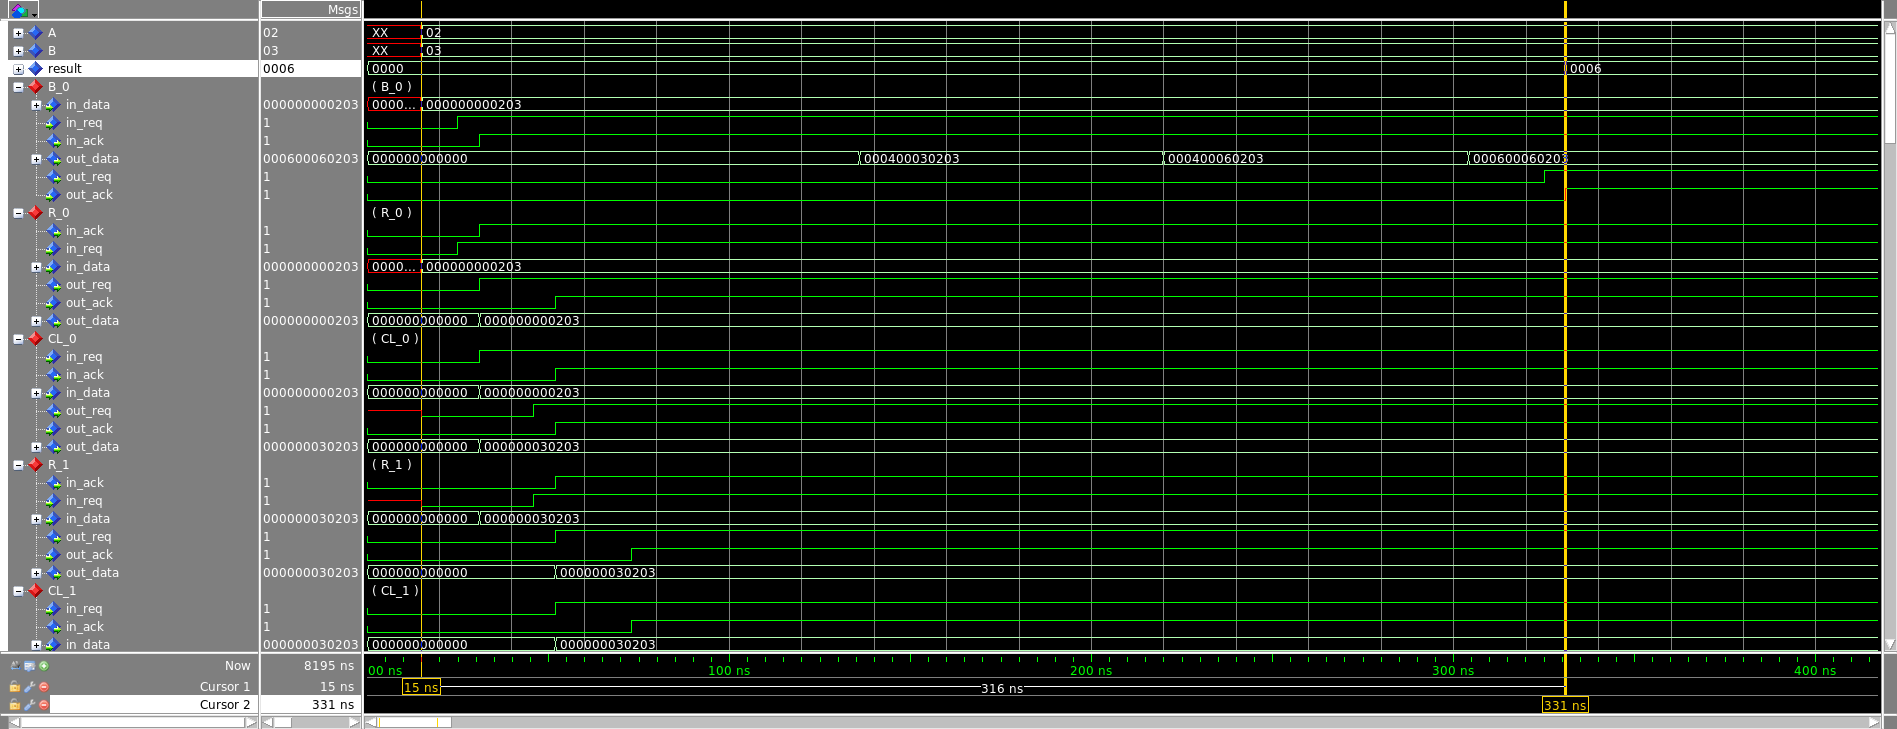 Msgs
A 02 XX 02
B 03 XX 03
result 0006 0000 0006
B_0 ( B_0 )
in_data 000000000203 0000... 000000000203
in_req 1
in_ack 1
out_data 000600060203 000000000000 000400030203 000400060203 000600060203
out_req 1
out_ack 1
R_0 ( R_0 )
in_ack 1
in_req 1
in_data 000000000203 0000... 000000000203
out_req 1
out_ack 1
out_data 000000000203 000000000000 000000000203
CL_0 ( CL_0 )
in_req 1
in_ack 1
in_data 000000000203 000000000000 000000000203
out_req 1
out_ack 1
out_data 000000030203 000000000000 000000030203
R_1 ( R_1 )
in_ack 1
in_req 1
in_data 000000030203 000000000000 000000030203
out_req 1
out_ack 1
out_data 000000030203 000000000000 000000030203
CL_1 ( CL_1 )
in_req 1
in_ack 1
in_data 000000030203 000000000000 000000030203
Now 8195 ns 00 ns 100 ns 200 ns 300 ns 400 ns
Cursor 1 15 ns 15 ns 316 ns
Cursor 2 331 ns 331 ns